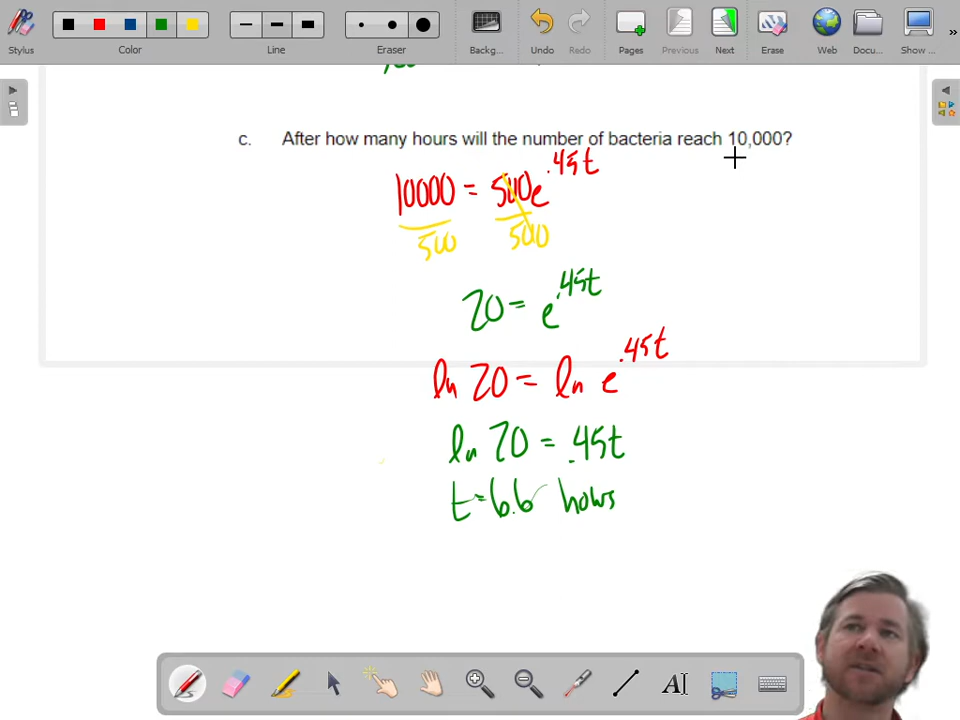 Stylus
Color
Line
Eraser
Backg...
Undo
Redo
Pages
Previous
Next
Erase
Web
Docu...
Show ...
»
c. After how many hours will the number of bacteria reach 10,000?
10000 = 500e^.45t
500 500
20 = e^.45t
ln 20 = ln e^.45t
ln 20 = .45t
t = 6.6 hours
A